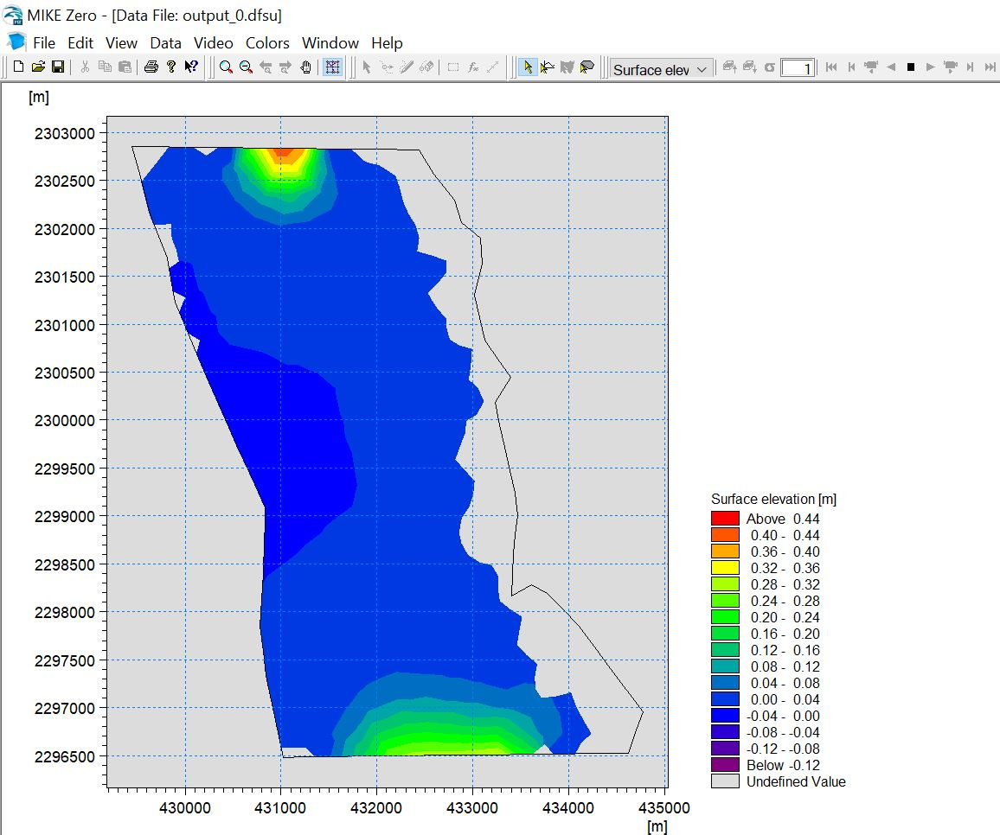 MIKE Zero - [Data File: output_0.dfsu]
File Edit View Data Video Colors Window Help
Surface elev 1
[m]
2303000
2302500
2302000
2301500
2301000
2300500
2300000
2299500
2299000
2298500
2298000
2297500
2297000
2296500
430000 431000 432000 433000 434000 435000
[m]
Surface elevation [m]
Above 0.44
0.40 - 0.44
0.36 - 0.40
0.32 - 0.36
0.28 - 0.32
0.24 - 0.28
0.20 - 0.24
0.16 - 0.20
0.12 - 0.16
0.08 - 0.12
0.04 - 0.08
0.00 - 0.04
-0.04 - 0.00
-0.08 - -0.04
-0.12 - -0.08
Below -0.12
Undefined Value